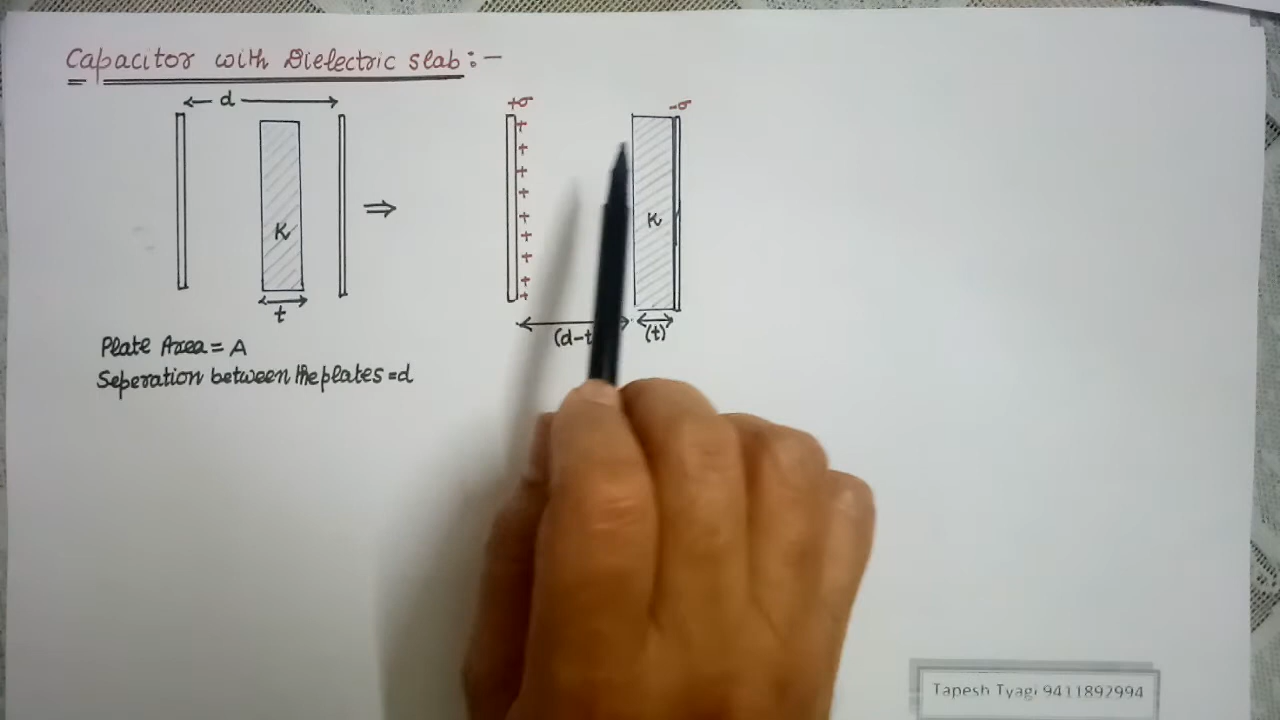 Capacitor with Dielectric slab:-
d
+σ
-σ
K
K
t
(d-t
(t)
Plate Area = A
Seperation between the plates = d
Tapesh Tyagi 9411892994